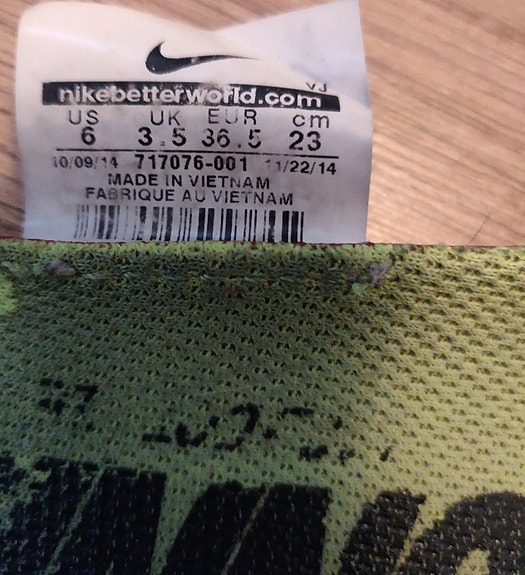 YJ
nikebetterworld.com
US UK EUR cm
6 3.5 36.5 23
10/09/14 717076-001 11/22/14
MADE IN VIETNAM
FABRIQUE AU VIETNAM